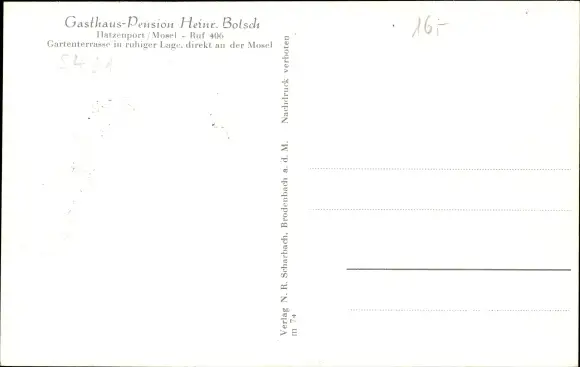 Gasthaus-Pension Heinr. Bolsch
Hatzenport/Mosel - Ruf 406
Gartenterrasse in ruhiger Lage, direkt an der Mosel
5401
16,-
Verlag N. R. Scharbach, Brodenbach a. d. M. Nachdruck verboten
m 74